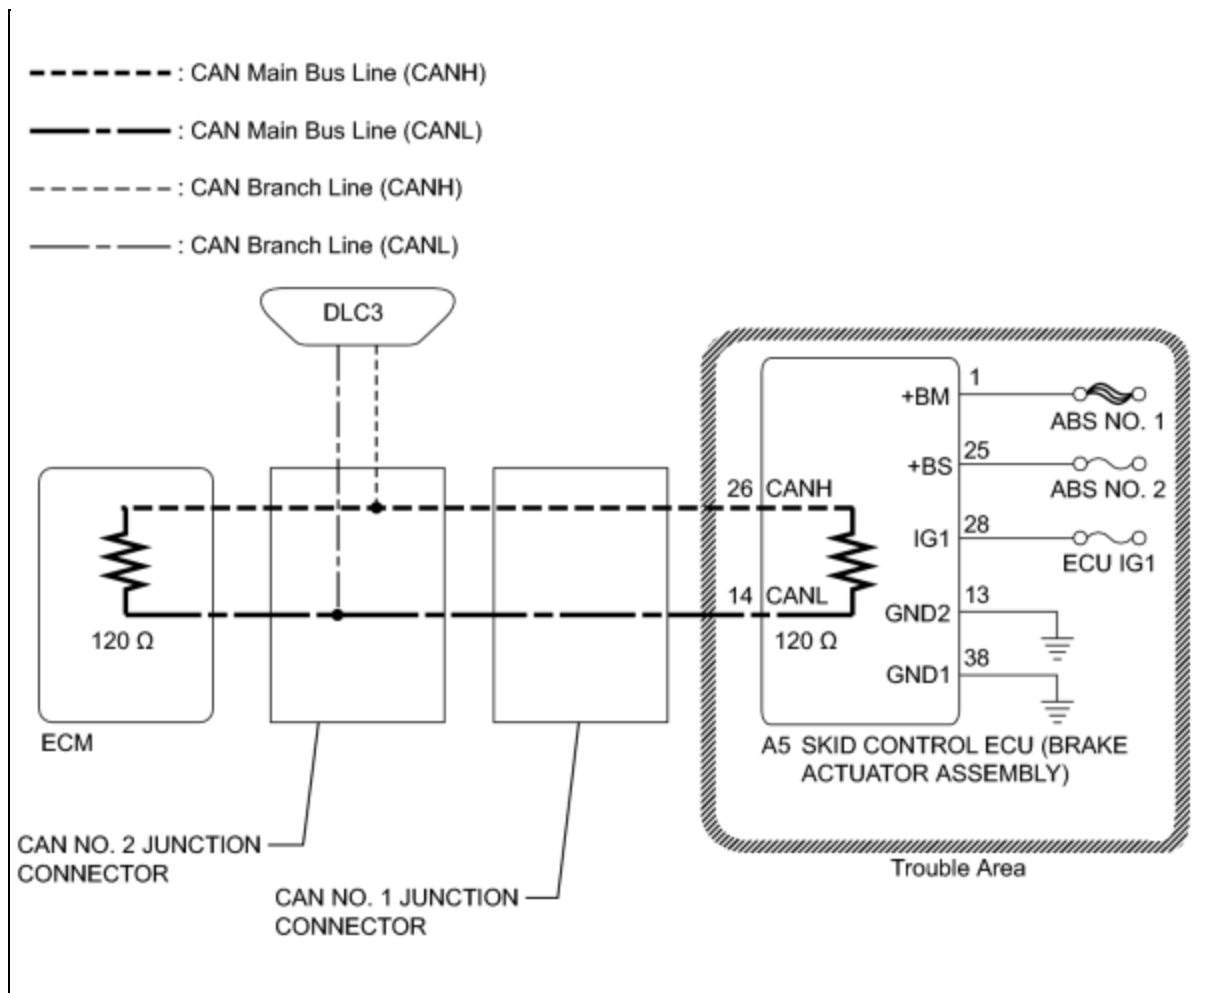 : CAN Main Bus Line (CANH)
: CAN Main Bus Line (CANL)
: CAN Branch Line (CANH)
: CAN Branch Line (CANL)
DLC3
+BM
1
ABS NO. 1
+BS
25
ABS NO. 2
26 CANH
IG1
28
ECU IG1
14 CANL
GND2
13
120 Ω
120 Ω
GND1
38
ECM
A5 SKID CONTROL ECU (BRAKE
ACTUATOR ASSEMBLY)
CAN NO. 2 JUNCTION
CONNECTOR
Trouble Area
CAN NO. 1 JUNCTION
CONNECTOR